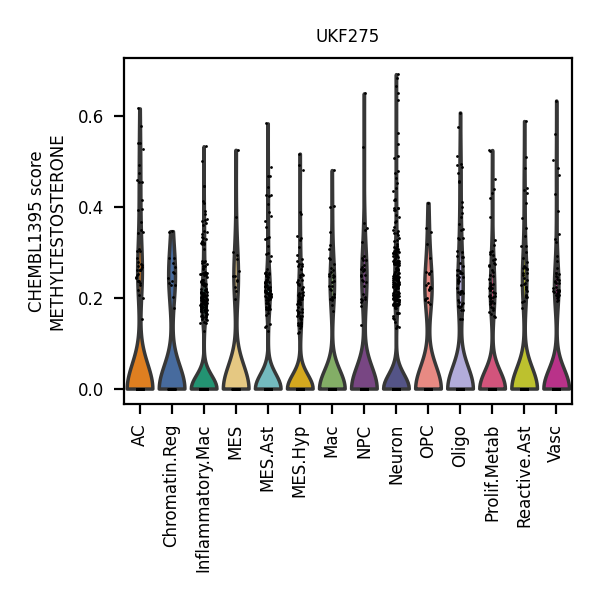 UKF275
CHEMBL1395 score
METHYLTESTOSTERONE
0.6
0.4
0.2
0.0
AC
Chromatin.Reg
Inflammatory.Mac
MES
MES.Ast
MES.Hyp
Mac
NPC
Neuron
OPC
Oligo
Prolif.Metab
Reactive.Ast
Vasc